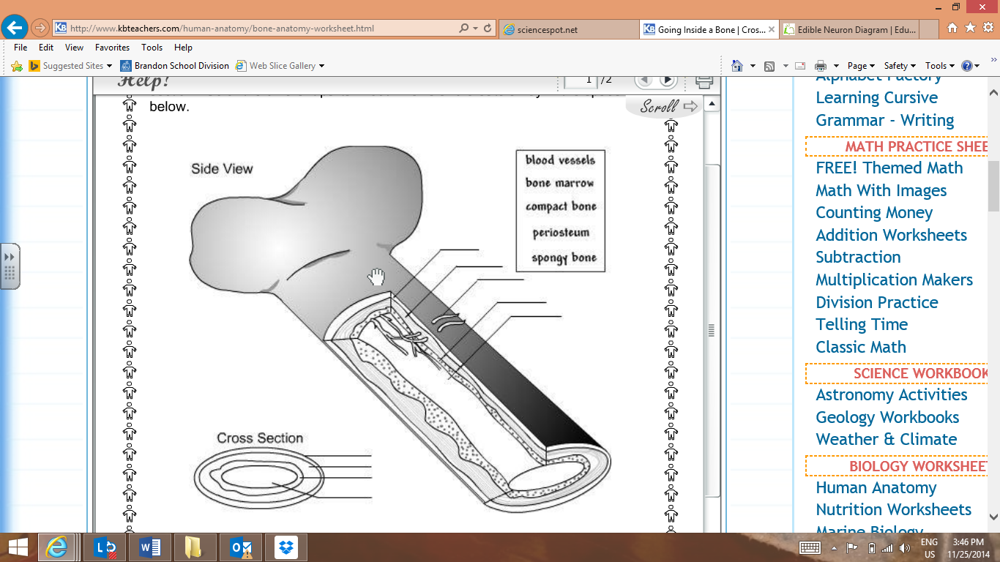 http://www.kbteachers.com/human-anatomy/bone-anatomy-worksheet.html
sciencespot.net
Going Inside a Bone | Cros...
Edible Neuron Diagram | Edu...
File Edit View Favorites Tools Help
Suggested Sites
Brandon School Division
Web Slice Gallery
Page
Safety
Tools
Help!
1 /2
below.
Scroll
Side View
blood vessels
bone marrow
compact bone
periosteum
spongy bone
Cross Section
Alphabet Factory
Learning Cursive
Grammar - Writing
MATH PRACTICE SHEE
FREE! Themed Math
Math With Images
Counting Money
Addition Worksheets
Subtraction
Multiplication Makers
Division Practice
Telling Time
Classic Math
SCIENCE WORKBOOK
Astronomy Activities
Geology Workbooks
Weather & Climate
BIOLOGY WORKSHEET
Human Anatomy
Nutrition Worksheets
Marine Biology
ENG
US
3:46 PM
11/25/2014